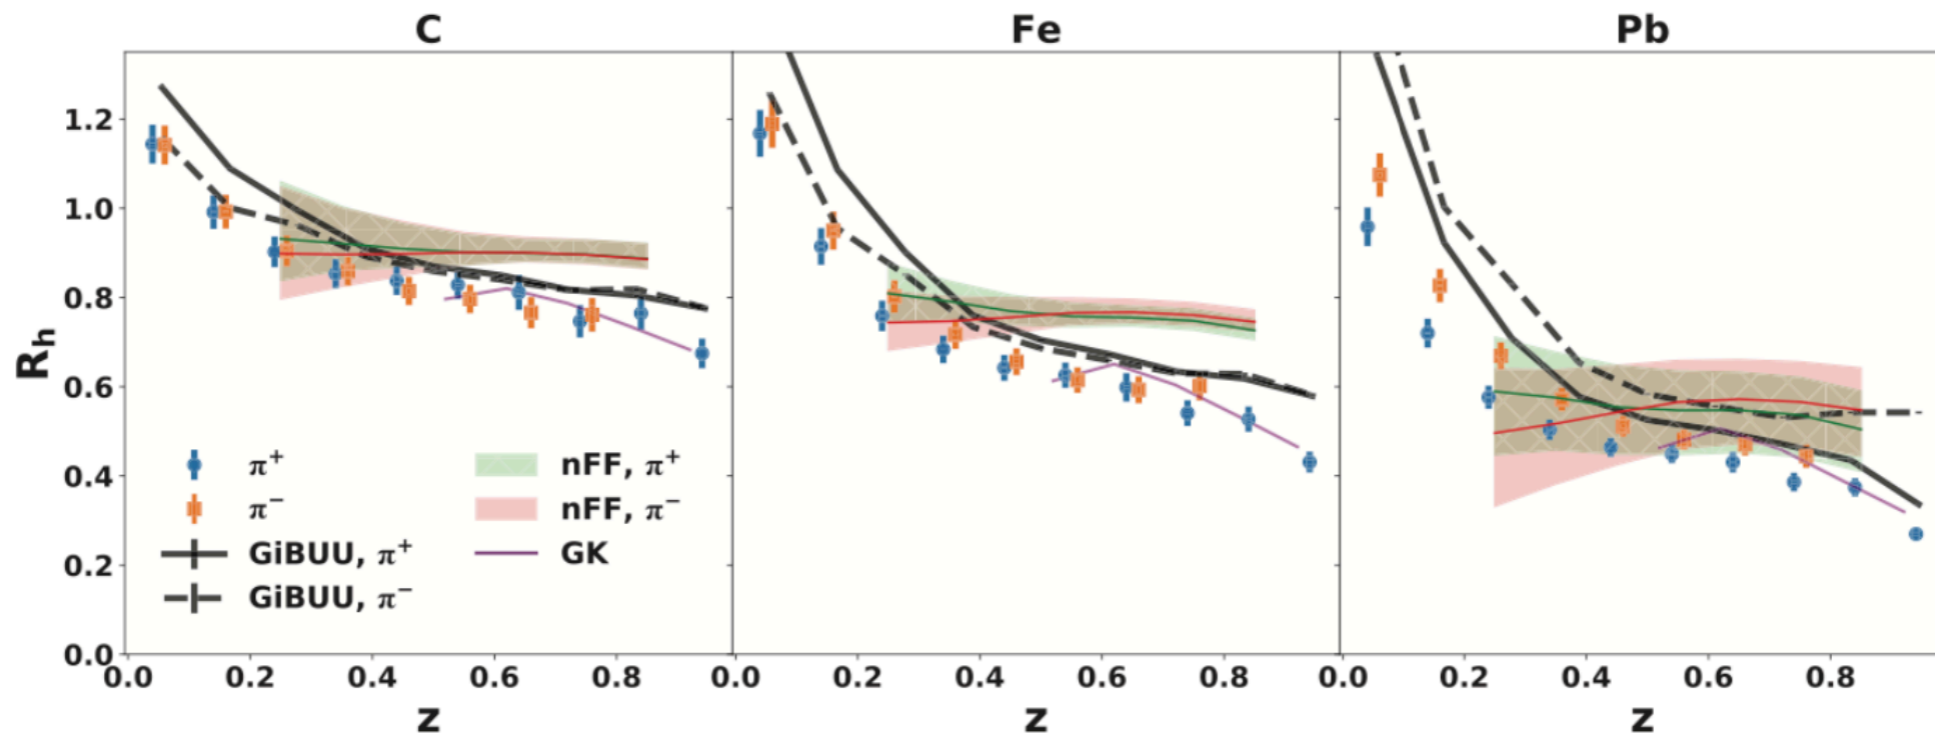 C Fe Pb
R_h
1.2
1.0
0.8
0.6
0.4
0.2
0.0
π⁺ nFF, π⁺
π⁻ nFF, π⁻
GiBUU, π⁺ GK
GiBUU, π⁻
0.0 0.2 0.4 0.6 0.8 0.0 0.2 0.4 0.6 0.8 0.0 0.2 0.4 0.6 0.8
z z z